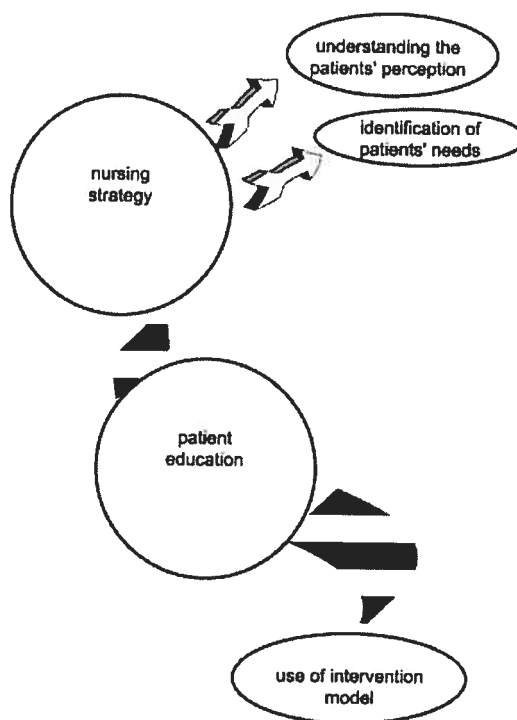 understanding the
patients' perception
identification of
patients' needs
nursing
strategy
patient
education
use of intervention
model